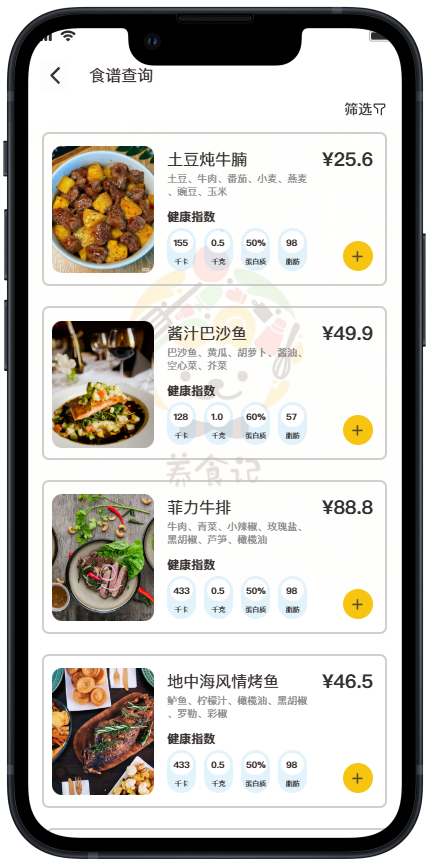 食谱查询
筛选
土豆炖牛腩
¥25.6
土豆、牛肉、番茄、小麦、燕麦
、豌豆、玉米
健康指数
155 0.5 50% 98
千卡 千克 蛋白质 脂肪
酱汁巴沙鱼
¥49.9
巴沙鱼、黄瓜、胡萝卜、酱油、
空心菜、芥菜
健康指数
128 1.0 60% 57
千卡 千克 蛋白质 脂肪
养食记
菲力牛排
¥88.8
牛肉、青菜、小辣椒、玫瑰盐、
黑胡椒、芦笋、橄榄油
健康指数
433 0.5 50% 98
千卡 千克 蛋白质 脂肪
地中海风情烤鱼
¥46.5
鲈鱼、柠檬汁、橄榄油、黑胡椒
、罗勒、彩椒
健康指数
433 0.5 50% 98
千卡 千克 蛋白质 脂肪